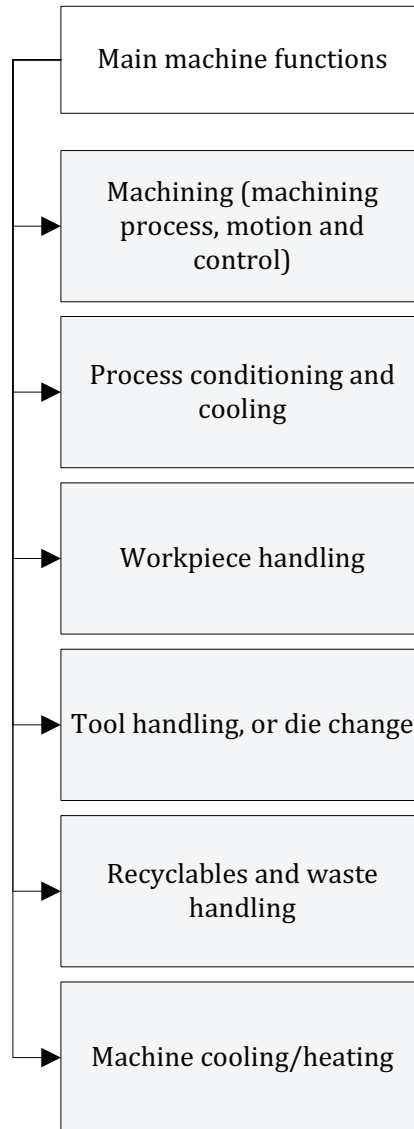 Main machine functions
Machining (machining
process, motion and
control)
Process conditioning and
cooling
Workpiece handling
Tool handling, or die change
Recyclables and waste
handling
Machine cooling/heating